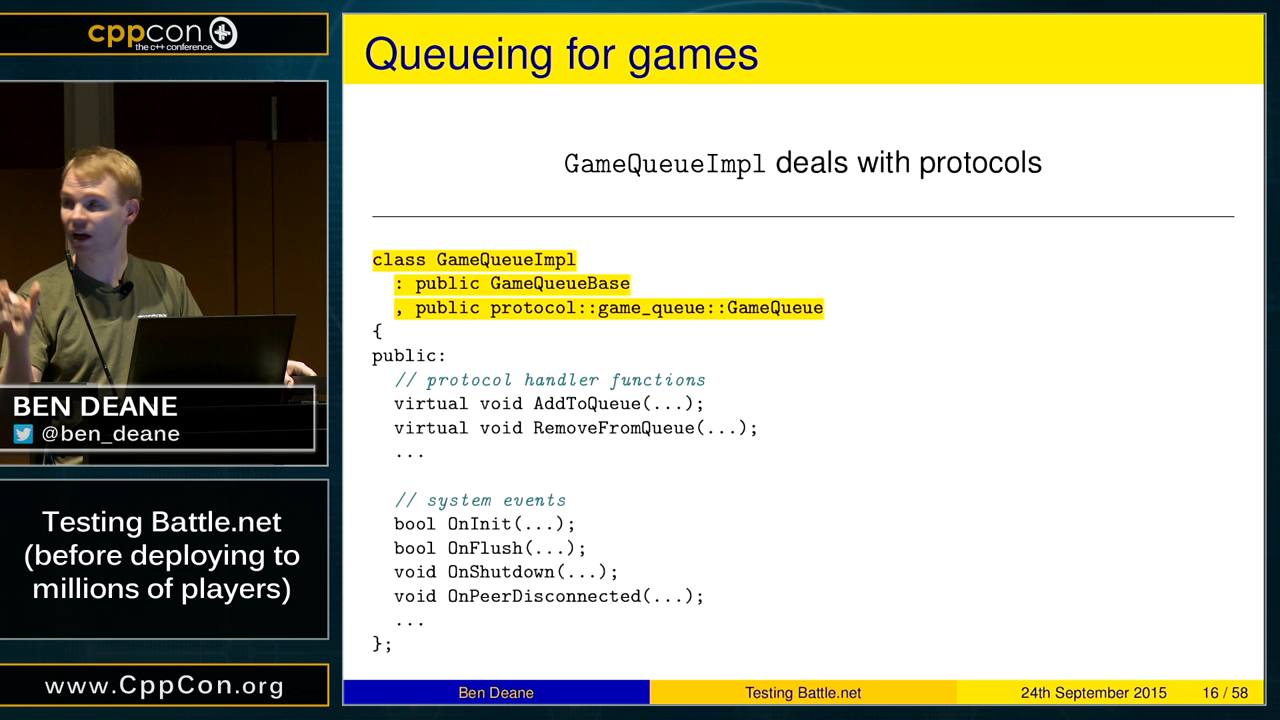 cppcon
the c++ conference
BEN DEANE
@ben_deane
Testing Battle.net
(before deploying to
millions of players)
www.CppCon.org
Queueing for games
GameQueueImpl deals with protocols
class GameQueueImpl
: public GameQueueBase
, public protocol::game_queue::GameQueue
{
public:
// protocol handler functions
virtual void AddToQueue(...);
virtual void RemoveFromQueue(...);
...
// system events
bool OnInit(...);
bool OnFlush(...);
void OnShutdown(...);
void OnPeerDisconnected(...);
...
};
Ben Deane
Testing Battle.net
24th September 2015
16 / 58